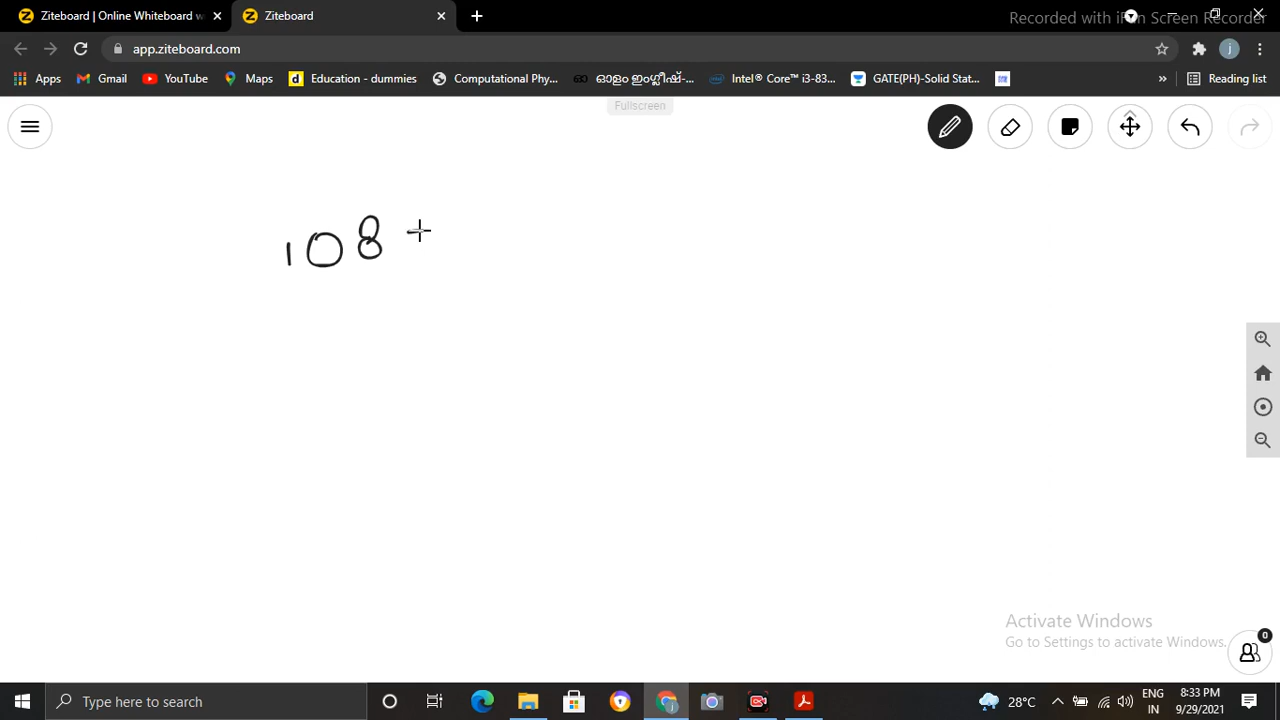 Ziteboard | Online Whiteboard w
Ziteboard
Recorded with iFun Screen Recorder
app.ziteboard.com
Apps
Gmail
YouTube
Maps
Education - dummies
Computational Phy...
ഓ ഓളം ഇംഗ്ലീഷ്-...
Intel® Core™ i3-83...
GATE(PH)-Solid Stat...
»
Reading list
Fullscreen
108
Activate Windows
Go to Settings to activate Windows.
0
Type here to search
28°C
ENG
IN
8:33 PM
9/29/2021